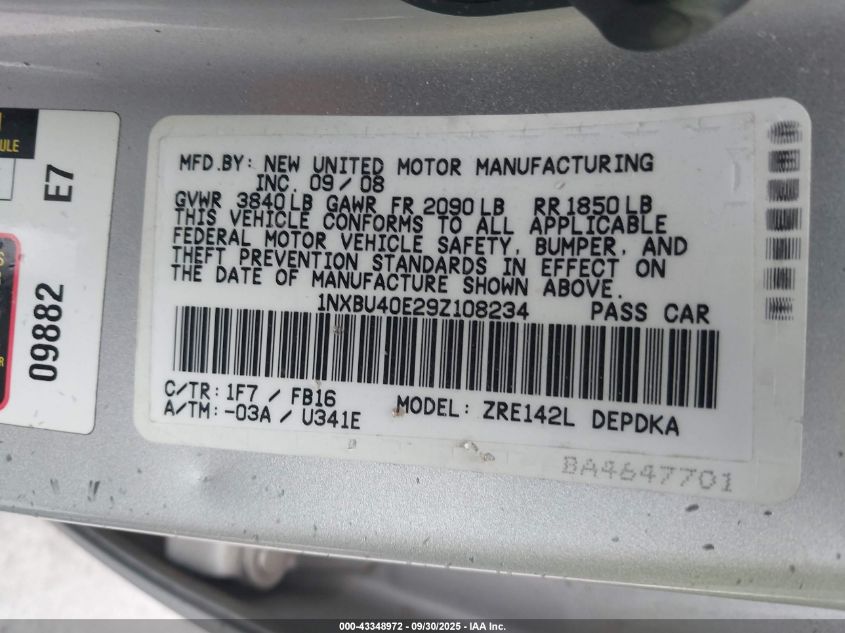 ULE
E7
09882
MFD.BY: NEW UNITED MOTOR MANUFACTURING
INC. 09/08
GVWR 3840LB GAWR FR 2090LB RR 1850LB
THIS VEHICLE CONFORMS TO ALL APPLICABLE
FEDERAL MOTOR VEHICLE SAFETY, BUMPER, AND
THEFT PREVENTION STANDARDS IN EFFECT ON
THE DATE OF MANUFACTURE SHOWN ABOVE.
1NXBU40E29Z108234 PASS CAR
C/TR: 1F7 / FB16
A/TM: -03A / U341E
MODEL: ZRE142L DEPDKA
BA4647701
000-43348972 - 09/30/2025 - IAA Inc.